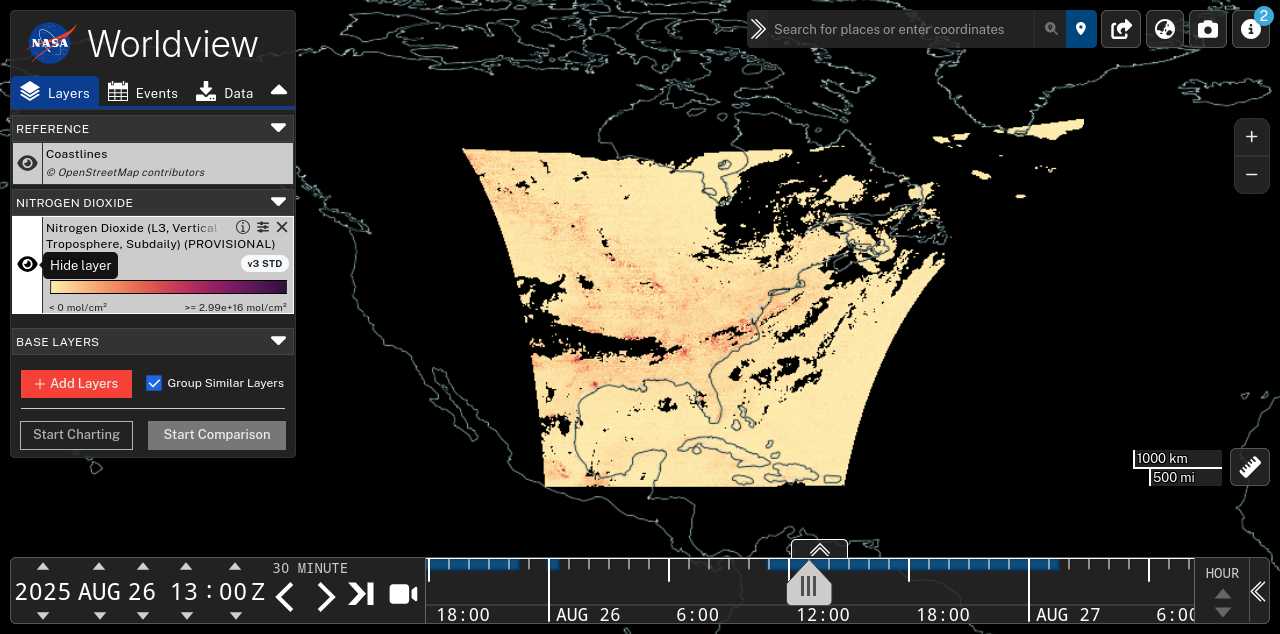 NASA
Worldview
Layers
Events
Data
REFERENCE
Coastlines
© OpenStreetMap contributors
NITROGEN DIOXIDE
Nitrogen Dioxide (L3, Vertical
Troposphere, Subdaily) (PROVISIONAL)
Hide layer
v3 STD
< 0 mol/cm²
>= 2.99e+16 mol/cm²
BASE LAYERS
+ Add Layers
Group Similar Layers
Start Charting
Start Comparison
Search for places or enter coordinates
2
+
−
1000 km
500 mi
2025 AUG 26 13 : 00 Z
30 MINUTE
18:00
AUG 26
6:00
12:00
18:00
AUG 27
6:00
HOUR